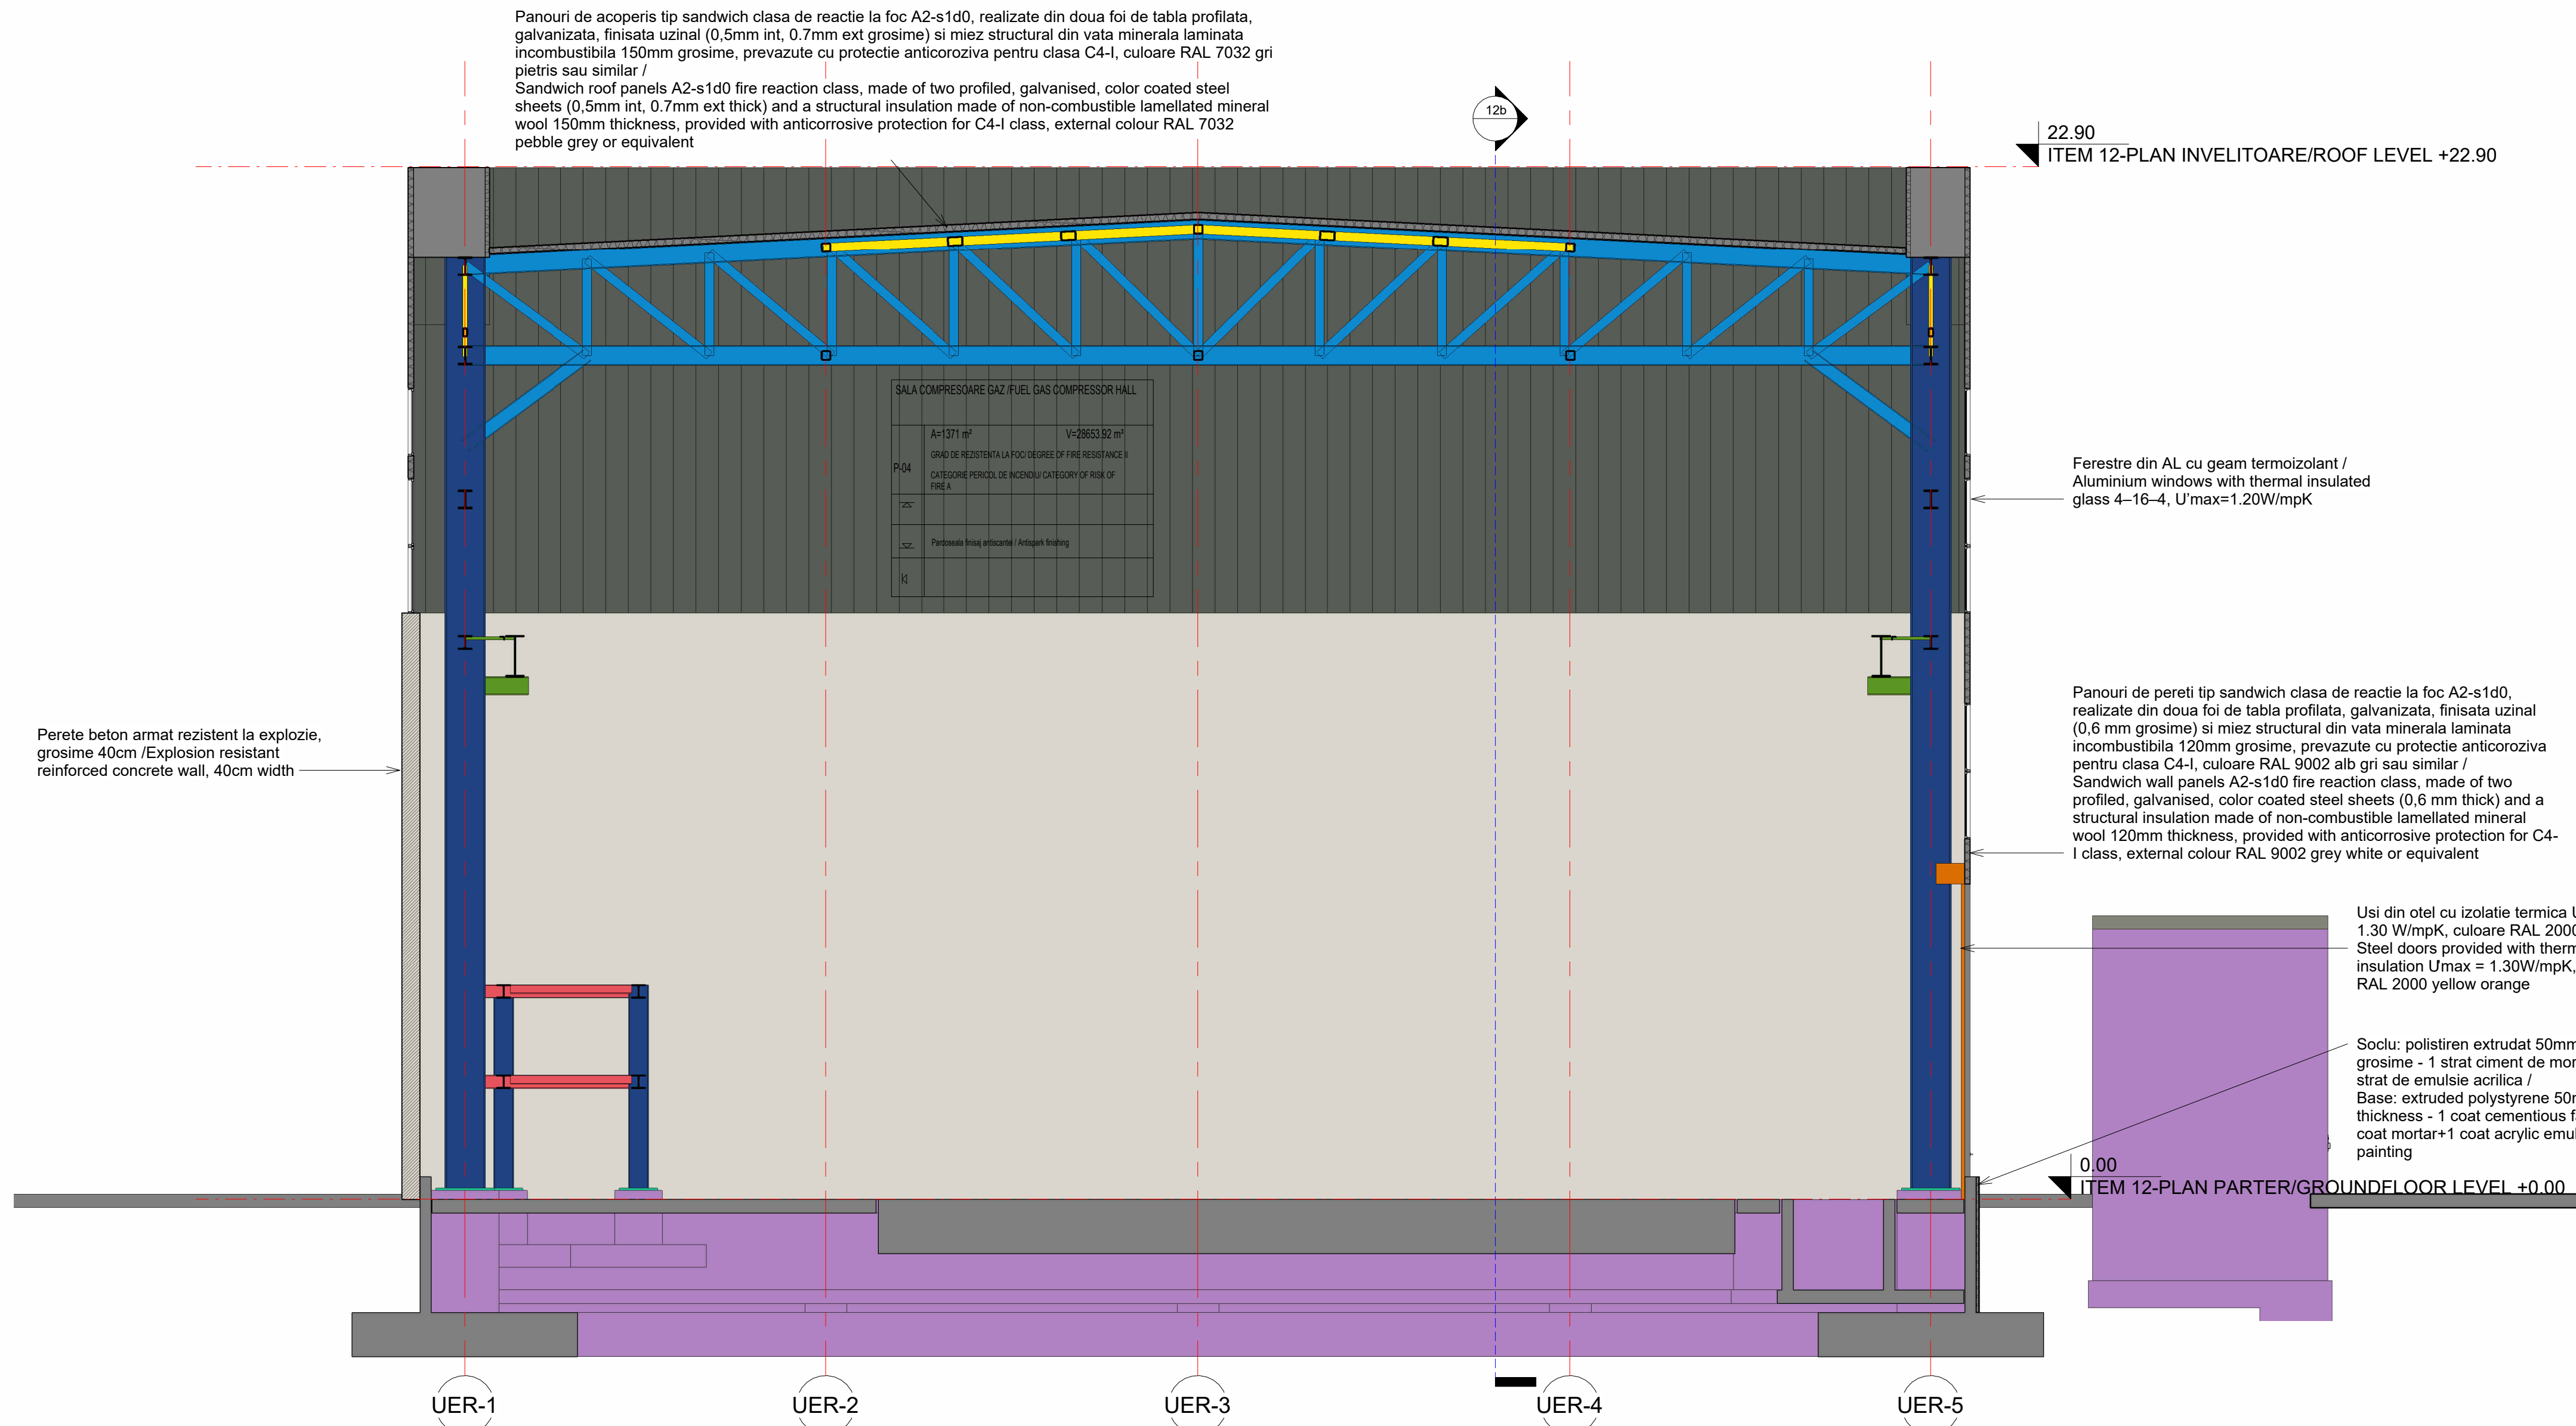 Panouri de acoperis tip sandwich clasa de reactie la foc A2-s1d0, realizate din doua foi de tabla profilata,
galvanizata, finisata uzinal (0,5mm int, 0.7mm ext grosime) si miez structural din vata minerala laminata
incombustibila 150mm grosime, prevazute cu protectie anticoroziva pentru clasa C4-I, culoare RAL 7032 gri
pietris sau similar /
Sandwich roof panels A2-s1d0 fire reaction class, made of two profiled, galvanised, color coated steel
sheets (0,5mm int, 0.7mm ext thick) and a structural insulation made of non-combustible lamellated mineral
wool 150mm thickness, provided with anticorrosive protection for C4-I class, external colour RAL 7032
pebble grey or equivalent
12b
22.90
ITEM 12-PLAN INVELITOARE/ROOF LEVEL +22.90
SALA COMPRESOARE GAZ /FUEL GAS COMPRESSOR HALL
A=1371 m² V=28653.92 m³
GRAD DE REZISTENTA LA FOC/ DEGREE OF FIRE RESISTANCE II
P-04
CATEGORIE PERICOL DE INCENDIU/ CATEGORY OF RISK OF
FIRE A
Pardoseala finisaj antiscantei / Antispark finishing
Ferestre din AL cu geam termoizolant /
Aluminium windows with thermal insulated
glass 4–16–4, U'max=1.20W/mpK
Perete beton armat rezistent la explozie,
grosime 40cm /Explosion resistant
reinforced concrete wall, 40cm width
Panouri de pereti tip sandwich clasa de reactie la foc A2-s1d0,
realizate din doua foi de tabla profilata, galvanizata, finisata uzinal
(0,6 mm grosime) si miez structural din vata minerala laminata
incombustibila 120mm grosime, prevazute cu protectie anticoroziva
pentru clasa C4-I, culoare RAL 9002 alb gri sau similar /
Sandwich wall panels A2-s1d0 fire reaction class, made of two
profiled, galvanised, color coated steel sheets (0,6 mm thick) and a
structural insulation made of non-combustible lamellated mineral
wool 120mm thickness, provided with anticorrosive protection for C4-
I class, external colour RAL 9002 grey white or equivalent
Usi din otel cu izolatie termica U
1.30 W/mpK, culoare RAL 2000
Steel doors provided with therm
insulation U'max = 1.30W/mpK,
RAL 2000 yellow orange
Soclu: polistiren extrudat 50mm
grosime - 1 strat ciment de mor
strat de emulsie acrilica /
Base: extruded polystyrene 50m
thickness - 1 coat cementious f
coat mortar+1 coat acrylic emul
painting
0.00
ITEM 12-PLAN PARTER/GROUNDFLOOR LEVEL +0.00
UER-1
UER-2
UER-3
UER-4
UER-5